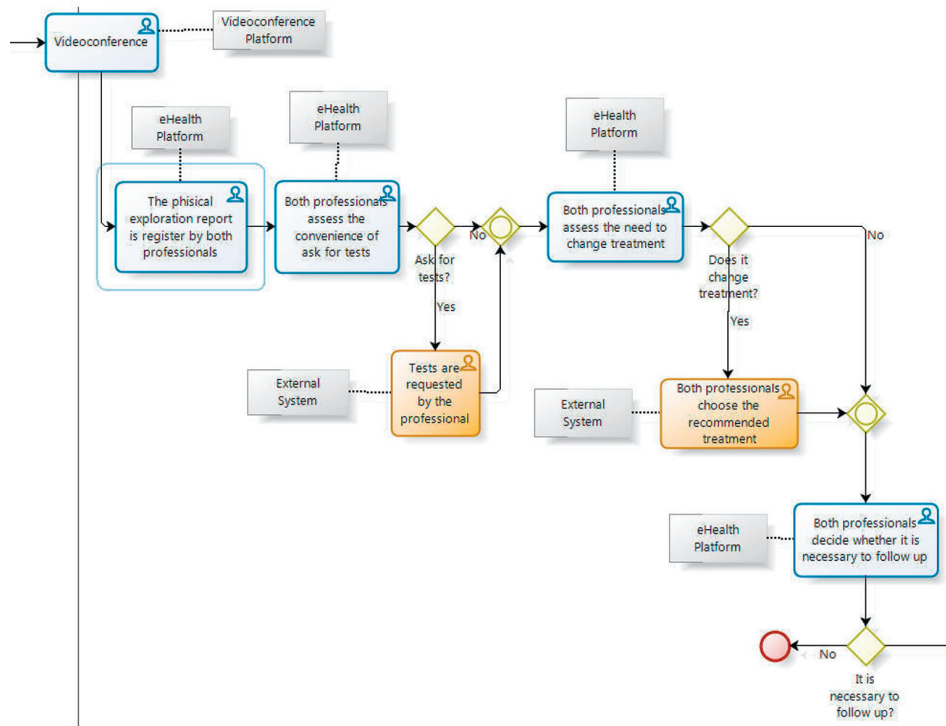 Videoconference
Videoconference
Platform
eHealth
Platform
eHealth
Platform
eHealth
Platform
The phisical
exploration report
is register by both
professionals
Both professionals
assess the
convenience of
ask for tests
No
Ask for
tests?
Both professionals
assess the need to
change treatment
No
Does it
change
treatment?
Yes
Yes
External
System
Tests are
requested
by the
professional
External
System
Both professionals
choose the
recommended
treatment
eHealth
Platform
Both professionals
decide whether it is
necessary to follow up
No
It is
necessary to
follow up?